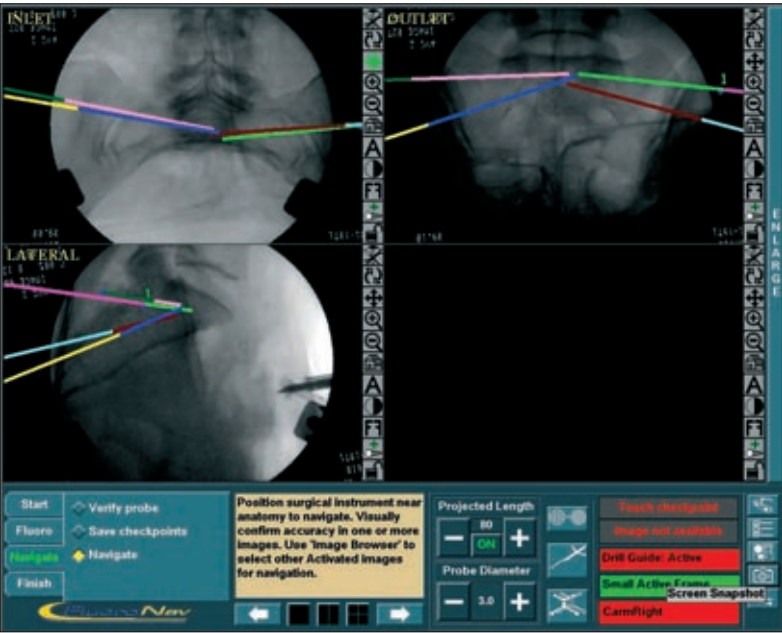 INLET
OUTLET
1
LATERAL
1
ENLARGE
Start
Fluoro
Navigate
Finish
Verify probe
Save checkpoints
Navigate
FluoroNav
Position surgical instrument near
anatomy to navigate. Visually
confirm accuracy in one or more
images. Use 'Image Browser' to
select other Activated images
for navigation.
Projected Length
80
ON
Probe Diameter
3.0
Touch checkpoint
Image not available
Drill Guide: Active
Small Active Frame
Screen Snapshot
CarmRight